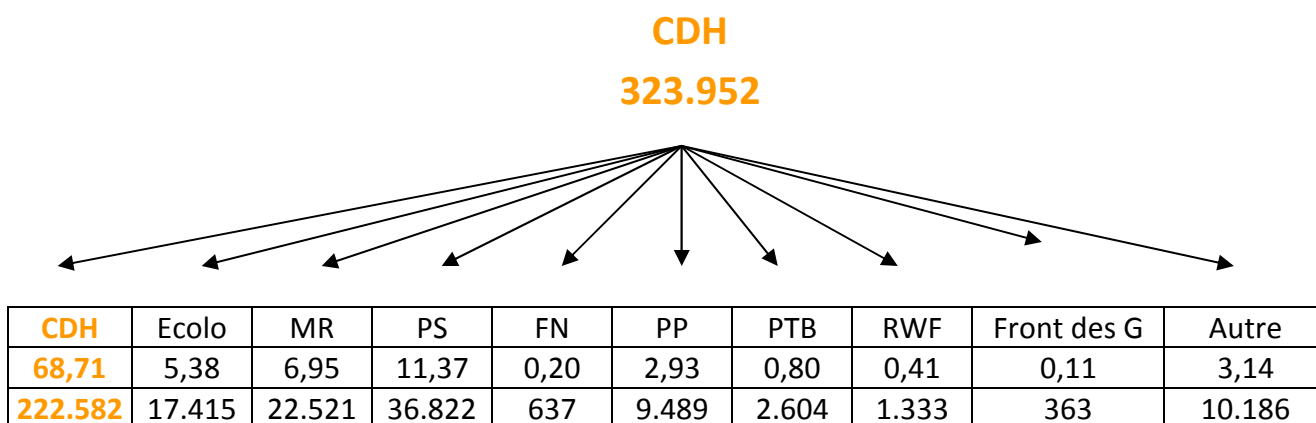 CDH
323.952
CDH Ecolo MR PS FN PP PTB RWF Front des G Autre
68,71 5,38 6,95 11,37 0,20 2,93 0,80 0,41 0,11 3,14
222.582 17.415 22.521 36.822 637 9.489 2.604 1.333 363 10.186